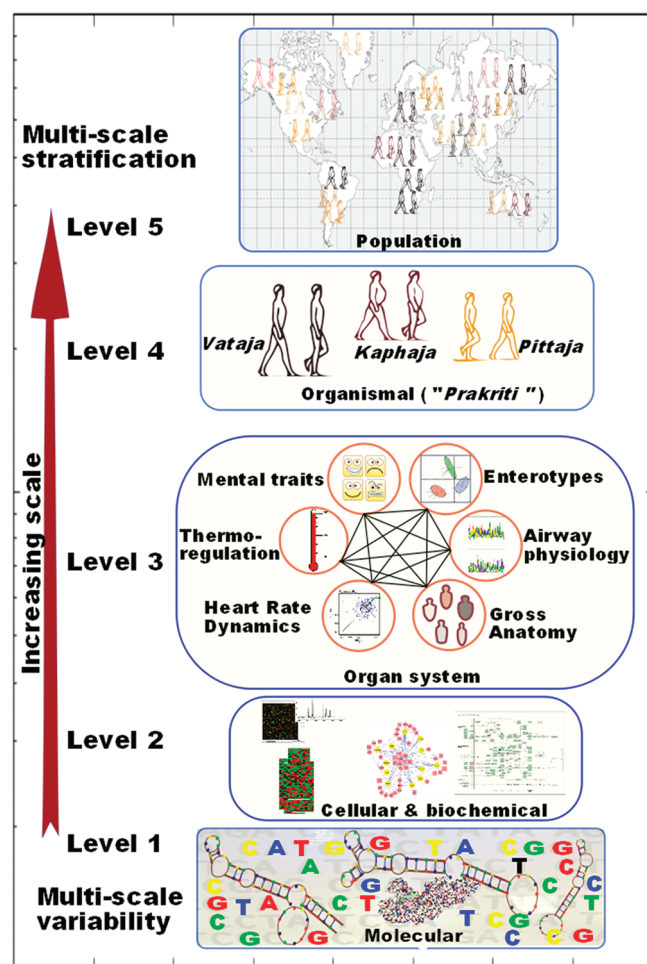 Multi-scale
stratification
Population
Level 5
Vataja
Kaphaja
Pittaja
Level 4
Organismal ( "Prakriti " )
Increasing scale
Mental traits
Enterotypes
Thermo-
regulation
Airway
physiology
Level 3
Heart Rate
Dynamics
Gross
Anatomy
Organ system
Level 2
Cellular & biochemical
Level 1
Multi-scale
variability
C A T G G T A C G G
A T C
C G C C
G T A G C T T
C T C G
G G C C G
Molecular